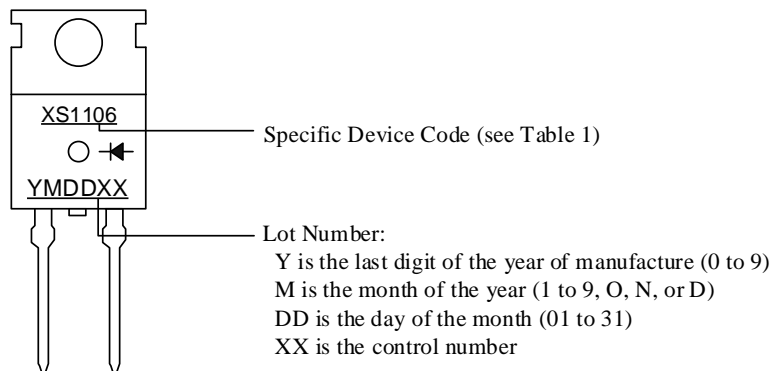 XS1106
Specific Device Code (see Table 1)
YMDDXX
Lot Number:
Y is the last digit of the year of manufacture (0 to 9)
M is the month of the year (1 to 9, O, N, or D)
DD is the day of the month (01 to 31)
XX is the control number